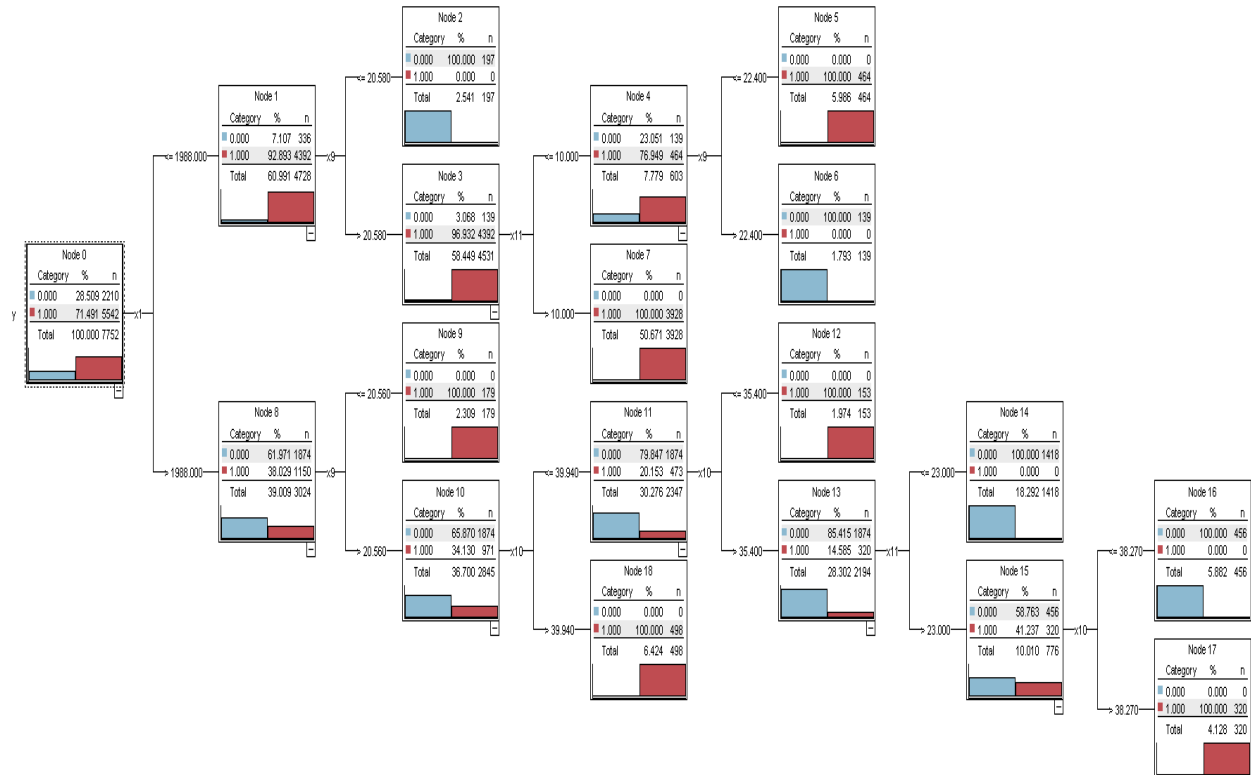 y
Node 0
Category % n
0.000 28.509 2210
1.000 71.491 5542
Total 100.000 7752
x1
<= 1988.000
Node 1
Category % n
0.000 7.107 336
1.000 92.893 4392
Total 60.991 4728
x9
<= 20.580
Node 2
Category % n
0.000 100.000 197
1.000 0.000 0
Total 2.541 197
> 20.580
Node 3
Category % n
0.000 3.068 139
1.000 96.932 4392
Total 58.449 4531
x11
<= 10.000
Node 4
Category % n
0.000 23.051 139
1.000 76.949 464
Total 7.779 603
x9
<= 22.400
Node 5
Category % n
0.000 0.000 0
1.000 100.000 464
Total 5.986 464
> 22.400
Node 6
Category % n
0.000 100.000 139
1.000 0.000 0
Total 1.793 139
> 10.000
Node 7
Category % n
0.000 0.000 0
1.000 100.000 3928
Total 50.671 3928
> 1988.000
Node 8
Category % n
0.000 61.971 1874
1.000 38.029 1150
Total 39.009 3024
x9
<= 20.560
Node 9
Category % n
0.000 0.000 0
1.000 100.000 179
Total 2.309 179
> 20.560
Node 10
Category % n
0.000 65.870 1874
1.000 34.130 971
Total 36.700 2845
x10
<= 39.940
Node 11
Category % n
0.000 79.847 1874
1.000 20.153 473
Total 30.276 2347
x10
<= 35.400
Node 12
Category % n
0.000 0.000 0
1.000 100.000 153
Total 1.974 153
> 35.400
Node 13
Category % n
0.000 85.415 1874
1.000 14.585 320
Total 28.302 2194
x11
<= 23.000
Node 14
Category % n
0.000 100.000 1418
1.000 0.000 0
Total 18.292 1418
> 23.000
Node 15
Category % n
0.000 58.763 456
1.000 41.237 320
Total 10.010 776
x10
<= 38.270
Node 16
Category % n
0.000 100.000 456
1.000 0.000 0
Total 5.882 456
> 38.270
Node 17
Category % n
0.000 0.000 0
1.000 100.000 320
Total 4.128 320
> 39.940
Node 18
Category % n
0.000 0.000 0
1.000 100.000 498
Total 6.424 498